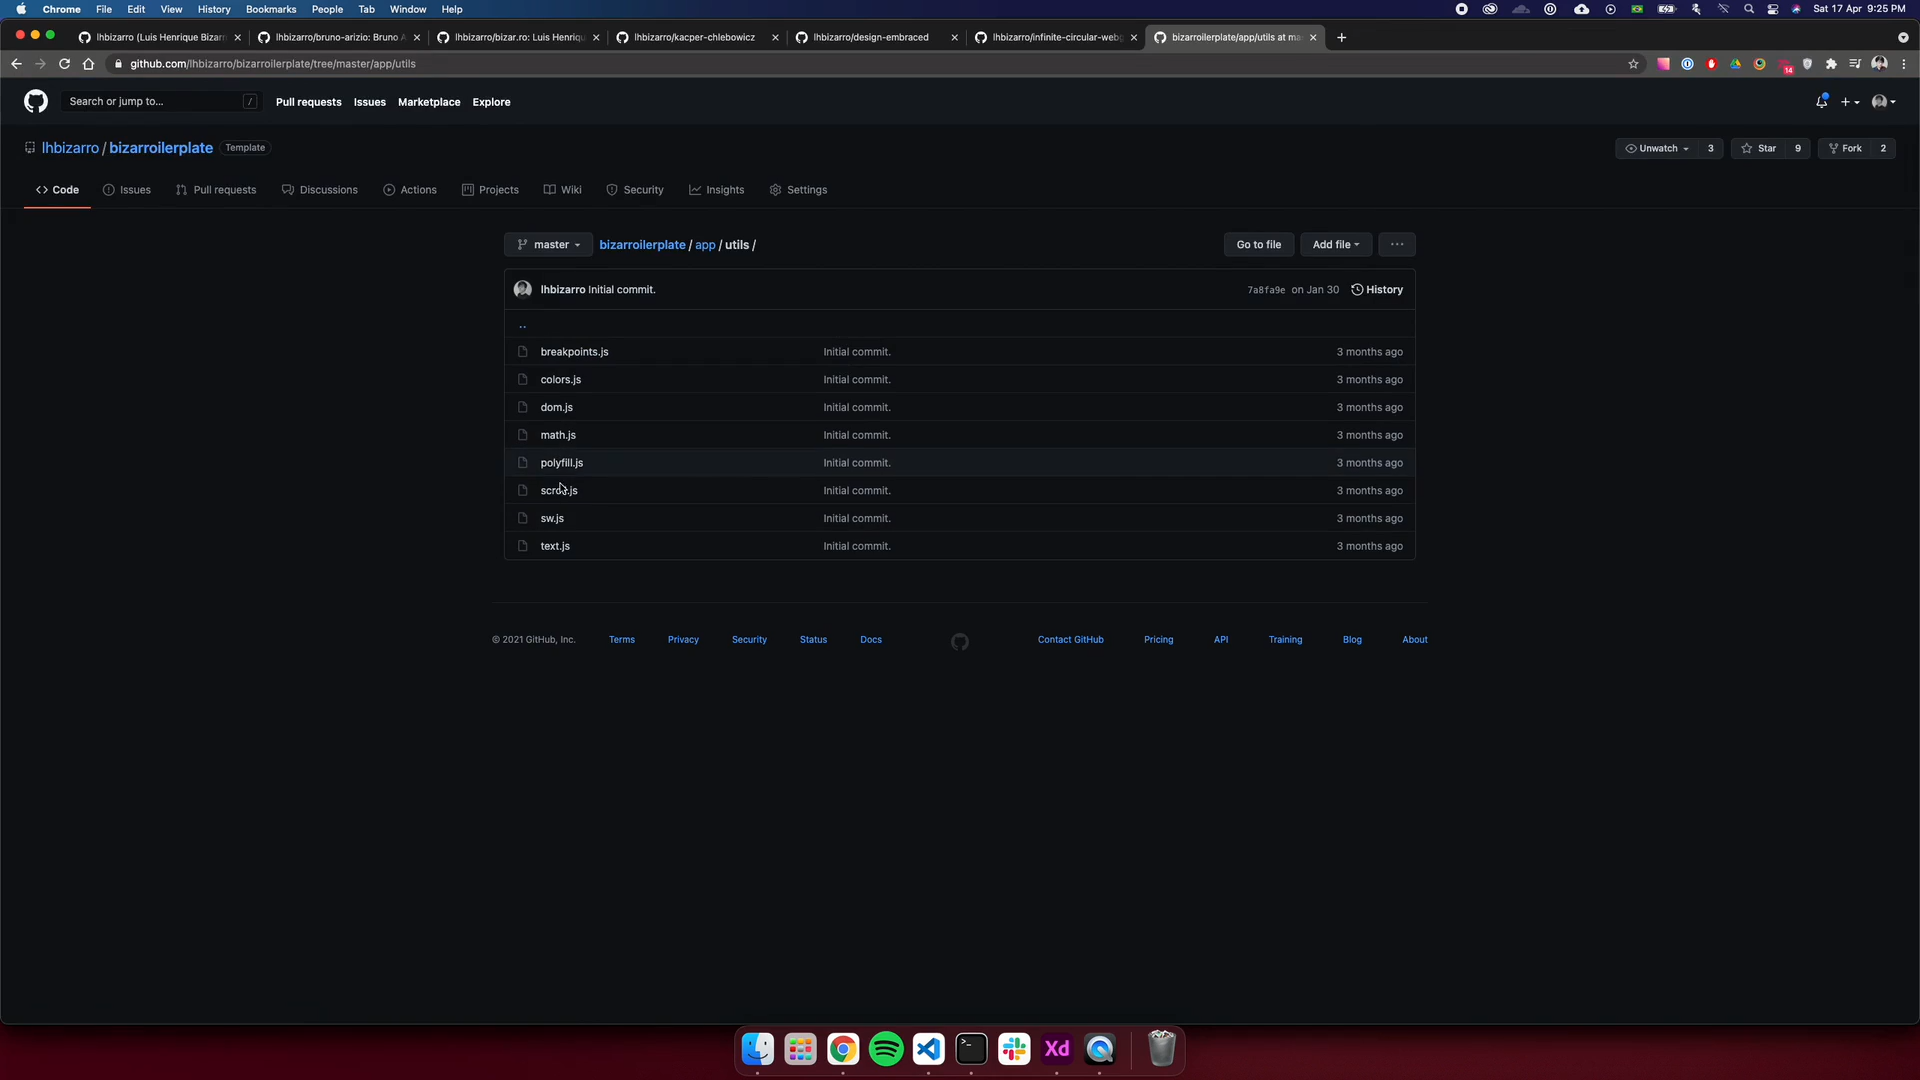 Chrome File Edit View History Bookmarks People Tab Window Help Sat 17 Apr 9:25 PM
lhbizarro (Luis Henrique Bizarr lhbizarro/bruno-arizio: Bruno A lhbizarro/bizar.ro: Luis Henriqu lhbizarro/kacper-chlebowicz lhbizarro/design-embraced lhbizarro/infinite-circular-webg bizarroilerplate/app/utils at ma
github.com/lhbizarro/bizarroilerplate/tree/master/app/utils 14
Search or jump to... / Pull requests Issues Marketplace Explore
lhbizarro / bizarroilerplate Template Unwatch 3 Star 9 Fork 2
Code Issues Pull requests Discussions Actions Projects Wiki Security Insights Settings
master bizarroilerplate / app / utils / Go to file Add file ...
lhbizarro Initial commit. 7a8fa9e on Jan 30 History
..
breakpoints.js Initial commit. 3 months ago
colors.js Initial commit. 3 months ago
dom.js Initial commit. 3 months ago
math.js Initial commit. 3 months ago
polyfill.js Initial commit. 3 months ago
scroll.js Initial commit. 3 months ago
sw.js Initial commit. 3 months ago
text.js Initial commit. 3 months ago
© 2021 GitHub, Inc. Terms Privacy Security Status Docs Contact GitHub Pricing API Training Blog About
Xd